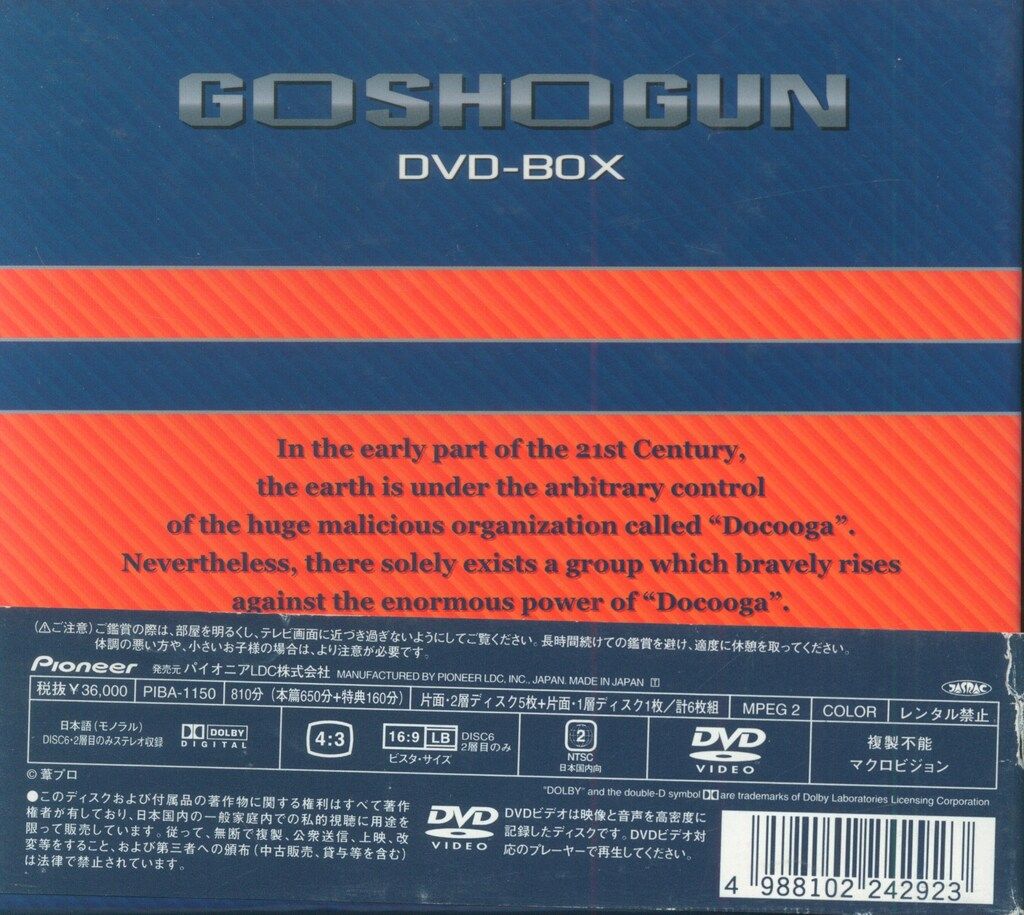 GOSHOGUN
DVD-BOX
In the early part of the 21st Century,
the earth is under the arbitrary control
of the huge malicious organization called “Docooga”.
Nevertheless, there solely exists a group which bravely rises
against the enormous power of “Docooga”.
(⚠ご注意)ご鑑賞の際は、部屋を明るくし、テレビ画面に近づき過ぎないようにしてご覧ください。長時間続けての鑑賞を避け、適度に休憩を取ってください。
体調の悪い方や、小さいお子様の場合は、より注意が必要です。
Pioneer 発売元 パイオニアLDC株式会社 MANUFACTURED BY PIONEER LDC, INC., JAPAN. MADE IN JAPAN T
JASRAC
税抜¥36,000 PIBA-1150 810分(本篇650分+特典160分) 片面・2層ディスク5枚+片面・1層ディスク1枚/計6枚組 MPEG 2 COLOR レンタル禁止
日本語(モノラル)
DISC6・2層目のみステレオ収録
DOLBY
DIGITAL
4:3
16:9 LB
ビスタ・サイズ
DISC6
2層目のみ
2
NTSC
日本国内向
DVD
VIDEO
複製不能
マクロビジョン
© 葦プロ
"DOLBY" and the double-D symbol are trademarks of Dolby Laboratories Licensing Corporation
●このディスクおよび付属品の著作物に関する権利はすべて著作
権者が有しており、日本国内の一般家庭内での私的視聴に用途を
限って販売しています。従って、無断で複製、公衆送信、上映、改
変等をすること、および第三者への頒布(中古販売、貸与等を含む)
は法律で禁止されています。
DVD
VIDEO
DVDビデオは映像と音声を高密度に
記録したディスクです。DVDビデオ対
応のプレーヤーで再生してください。
4 988102 242923